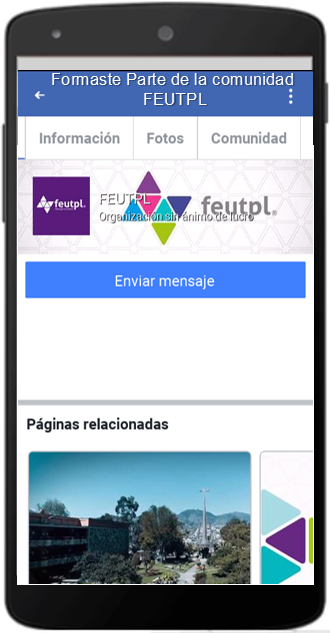 Formaste Parte de la comunidad
FEUTPL
Información Fotos Comunidad
feutpl.
FEUTPL
Organización sin ánimo de lucro
feutpl.
Enviar mensaje
Páginas relacionadas